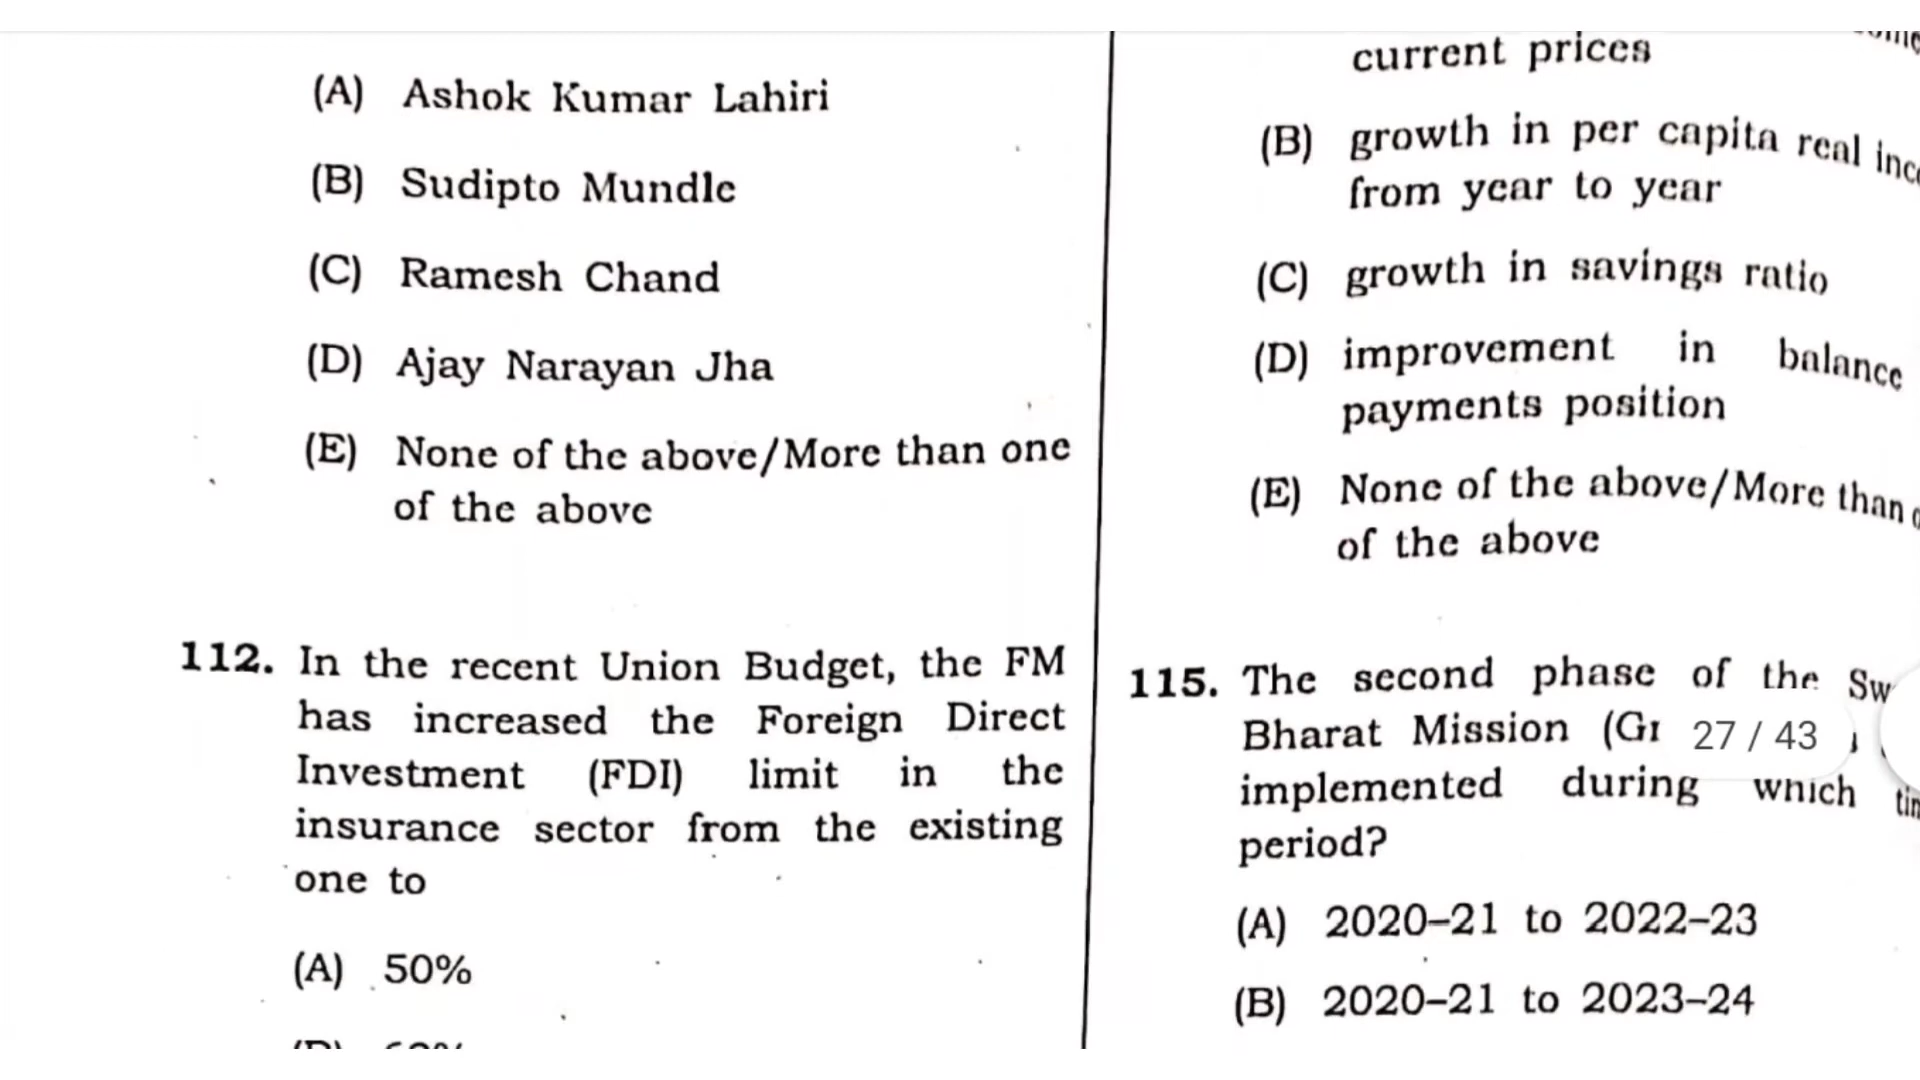 (A) Ashok Kumar Lahiri
(B) Sudipto Mundle
(C) Ramesh Chand
(D) Ajay Narayan Jha
(E) None of the above/More than one
of the above
112. In the recent Union Budget, the FM
has increased the Foreign Direct
Investment (FDI) limit in the
insurance sector from the existing
one to
(A) 50%
current prices
(B) growth in per capita real
from year to year
(C) growth in savings ratio
(D) improvement in balance
payments position
(E) None of the above/More than
of the above
115. The second phase of the
Bharat Mission
implemented during which
period?
(A) 2020–21 to 2022–23
(B) 2020–21 to 2023–24
27 / 43